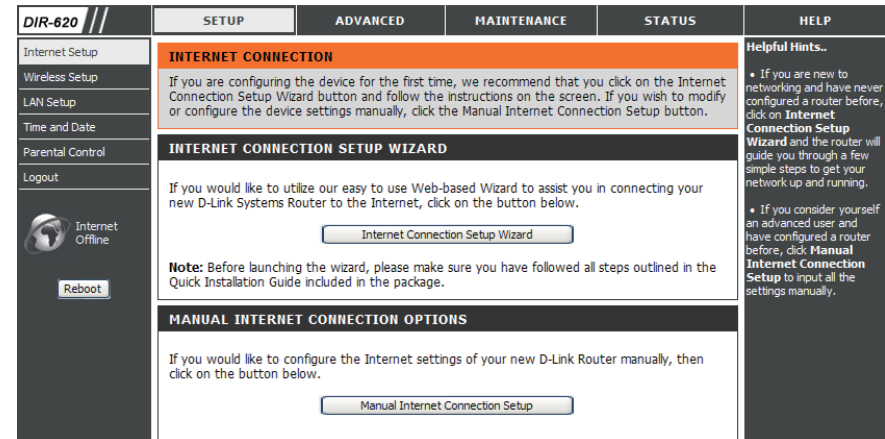 DIR-620
SETUP
ADVANCED
MAINTENANCE
STATUS
HELP
Internet Setup
Wireless Setup
LAN Setup
Time and Date
Parental Control
Logout
Internet
Offline
Reboot
INTERNET CONNECTION
If you are configuring the device for the first time, we recommend that you click on the Internet
Connection Setup Wizard button and follow the instructions on the screen. If you wish to modify
or configure the device settings manually, click the Manual Internet Connection Setup button.
INTERNET CONNECTION SETUP WIZARD
If you would like to utilize our easy to use Web-based Wizard to assist you in connecting your
new D-Link Systems Router to the Internet, click on the button below.
Internet Connection Setup Wizard
Note: Before launching the wizard, please make sure you have followed all steps outlined in the
Quick Installation Guide included in the package.
MANUAL INTERNET CONNECTION OPTIONS
If you would like to configure the Internet settings of your new D-Link Router manually, then
click on the button below.
Manual Internet Connection Setup
Helpful Hints..
• If you are new to
networking and have never
configured a router before,
click on Internet
Connection Setup
Wizard and the router will
guide you through a few
simple steps to get your
network up and running.
• If you consider yourself
an advanced user and
have configured a router
before, click Manual
Internet Connection
Setup to input all the
settings manually.